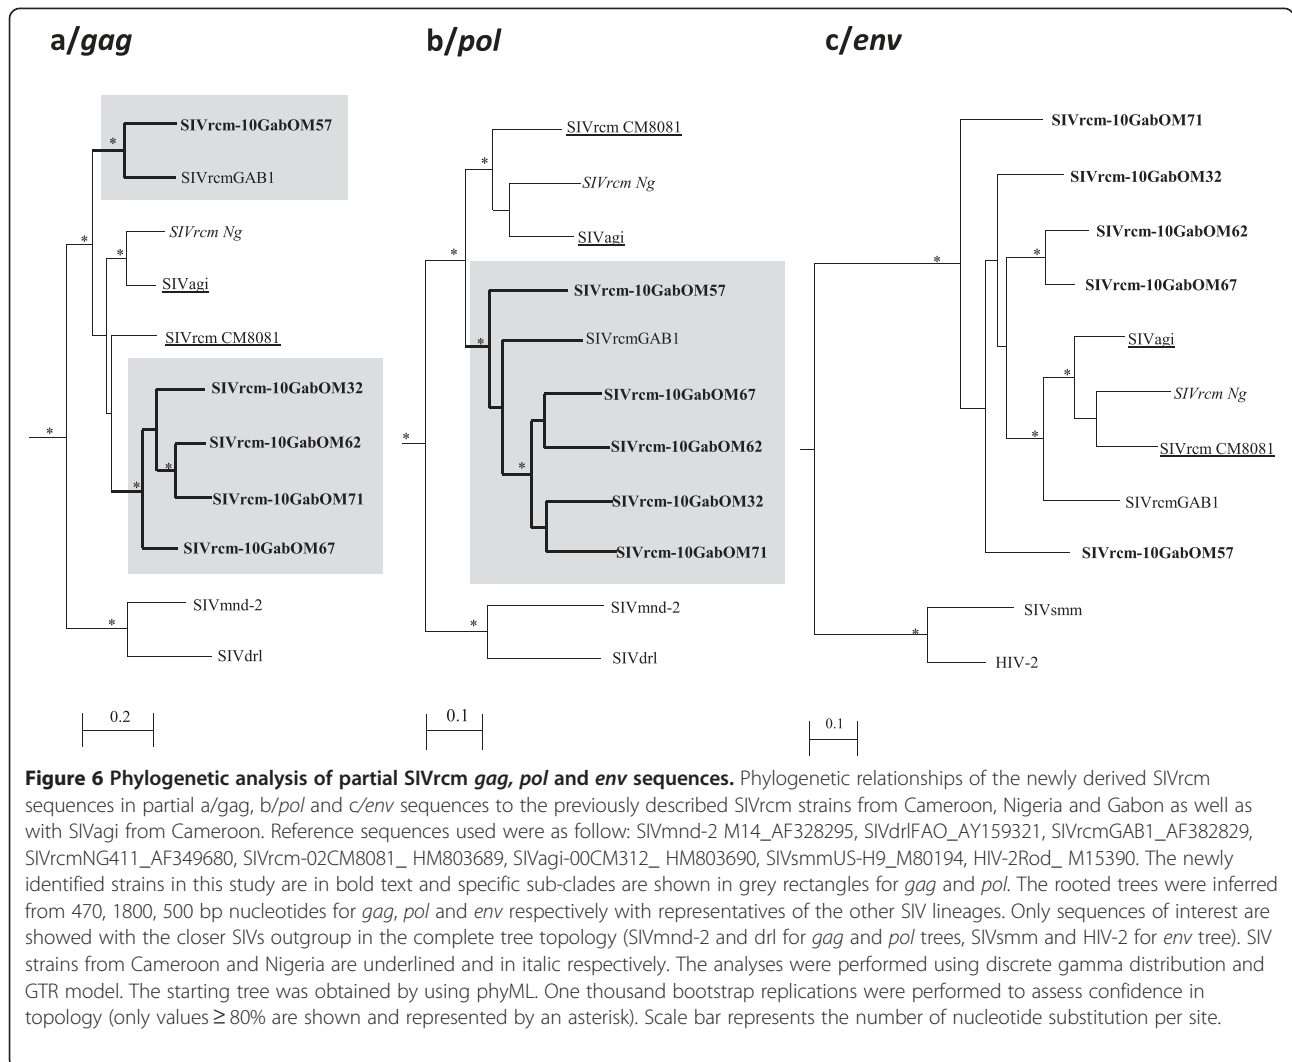 a/gag
b/pol
c/env
SIVrcm-10GabOM57
SIVrcmGAB1
SIVrcm Ng
SIVagi
SIVrcm CM8081
SIVrcm-10GabOM32
SIVrcm-10GabOM62
SIVrcm-10GabOM71
SIVrcm-10GabOM67
SIVmnd-2
SIVdrl
0.2
SIVrcm CM8081
SIVrcm Ng
SIVagi
SIVrcm-10GabOM57
SIVrcmGAB1
SIVrcm-10GabOM67
SIVrcm-10GabOM62
SIVrcm-10GabOM32
SIVrcm-10GabOM71
SIVmnd-2
SIVdrl
0.1
SIVrcm-10GabOM71
SIVrcm-10GabOM32
SIVrcm-10GabOM62
SIVrcm-10GabOM67
SIVagi
SIVrcm Ng
SIVrcm CM8081
SIVrcmGAB1
SIVrcm-10GabOM57
SIVsmm
HIV-2
0.1
Figure 6 Phylogenetic analysis of partial SIVrcm gag, pol and env sequences. Phylogenetic relationships of the newly derived SIVrcm
sequences in partial a/gag, b/pol and c/env sequences to the previously described SIVrcm strains from Cameroon, Nigeria and Gabon as well as
with SIVagi from Cameroon. Reference sequences used were as follow: SIVmnd-2 M14_AF328295, SIVdrlFAO_AY159321, SIVrcmGAB1_AF382829,
SIVrcmNG411_AF349680, SIVrcm-02CM8081_ HM803689, SIVagi-00CM312_ HM803690, SIVsmmUS-H9_M80194, HIV-2Rod_ M15390. The newly
identified strains in this study are in bold text and specific sub-clades are shown in grey rectangles for gag and pol. The rooted trees were inferred
from 470, 1800, 500 bp nucleotides for gag, pol and env respectively with representatives of the other SIV lineages. Only sequences of interest are
showed with the closer SIVs outgroup in the complete tree topology (SIVmnd-2 and drl for gag and pol trees, SIVsmm and HIV-2 for env tree). SIV
strains from Cameroon and Nigeria are underlined and in italic respectively. The analyses were performed using discrete gamma distribution and
GTR model. The starting tree was obtained by using phyML. One thousand bootstrap replications were performed to assess confidence in
topology (only values ≥ 80% are shown and represented by an asterisk). Scale bar represents the number of nucleotide substitution per site.